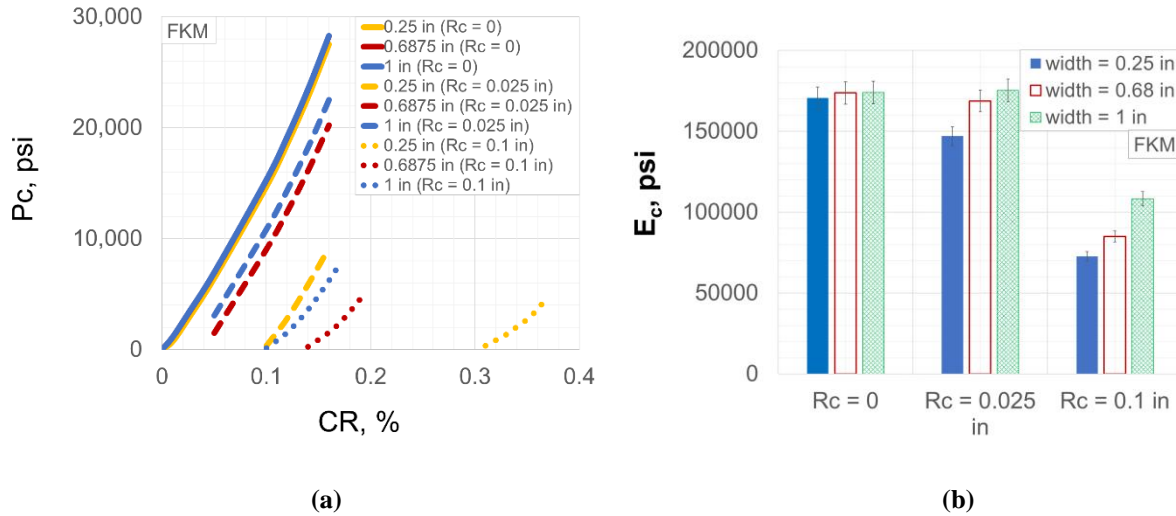 30,000
20,000
10,000
0
Pc, psi
FKM
0.25 in (Rc = 0)
0.6875 in (Rc = 0)
1 in (Rc = 0)
0.25 in (Rc = 0.025 in)
0.6875 in (Rc = 0.025 in)
1 in (Rc = 0.025 in)
0.25 in (Rc = 0.1 in)
0.6875 in (Rc = 0.1 in)
1 in (Rc = 0.1 in)
0 0.1 0.2 0.3 0.4
CR, %
(a)
200000
150000
100000
50000
0
Ec, psi
width = 0.25 in
width = 0.68 in
width = 1 in
FKM
Rc = 0 Rc = 0.025 Rc = 0.1 in
in
(b)